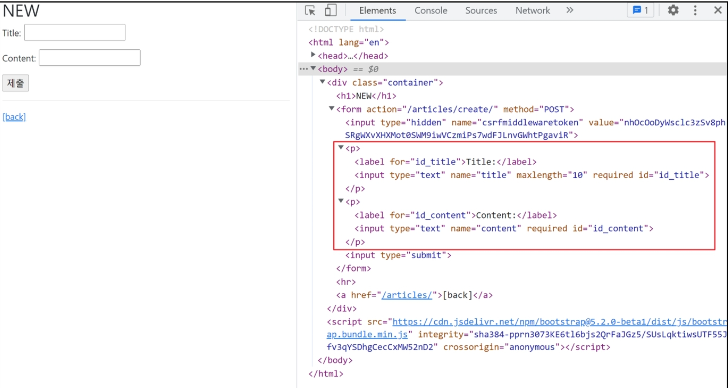 NEW
Title:
Content:
제출
[back]
Elements Console Sources Network » 1
<!DOCTYPE html>
<html lang="en">
<head>…</head>
<body> == $0
<div class="container">
<h1>NEW</h1>
<form action="/articles/create/" method="POST">
<input type="hidden" name="csrfmiddlewaretoken" value="nhOcOoDyWsclc3zSv8ph
SRgWXvXHXMot0SWM9iwVCzmiPs7wdFJLnvGWhtPgaviR">
<p>
<label for="id_title">Title:</label>
<input type="text" name="title" maxlength="10" required id="id_title">
</p>
<p>
<label for="id_content">Content:</label>
<input type="text" name="content" required id="id_content">
</p>
<input type="submit">
</form>
<hr>
<a href="/articles/">[back]</a>
</div>
<script src="https://cdn.jsdelivr.net/npm/bootstrap@5.2.0-beta1/dist/js/bootstr
ap.bundle.min.js" integrity="sha384-pprn3073KE6tl6bjs2QrFaJGz5/SUsLqktiwsUTF55J
fv3qYSDhgCecCxMW52nD2" crossorigin="anonymous"></script>
</body>
</html>